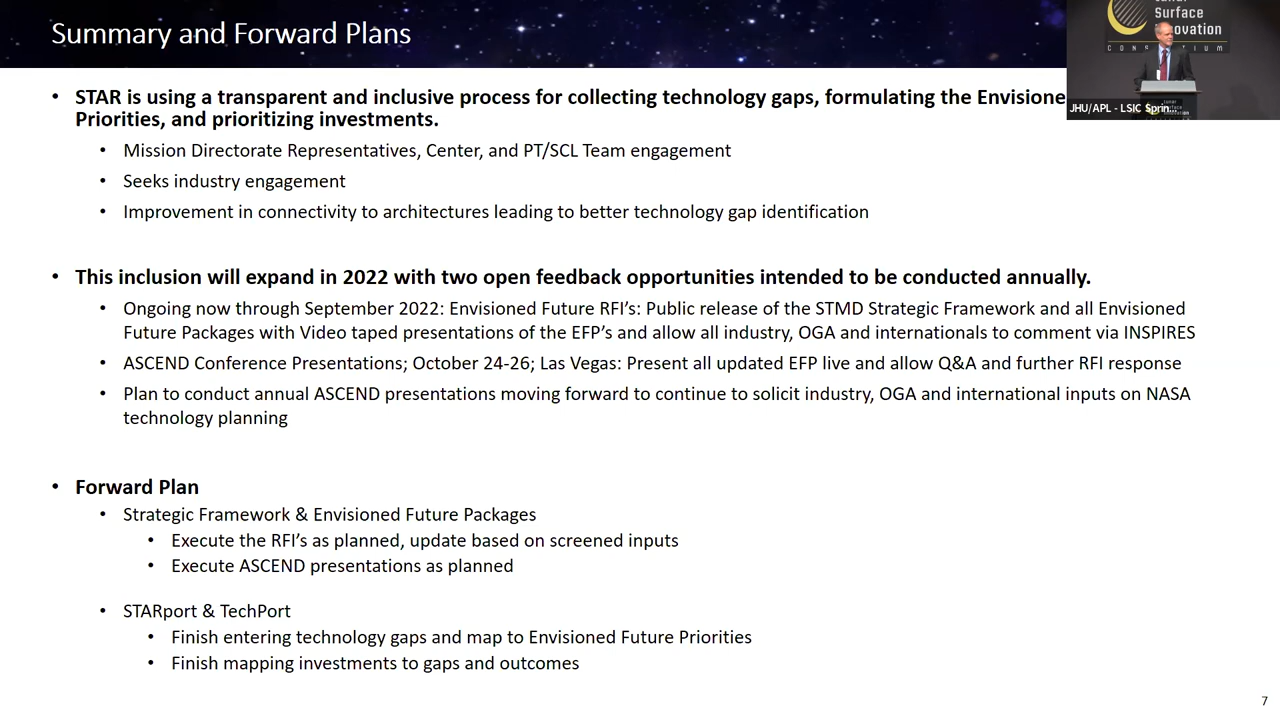 Summary and Forward Plans
Surface
CONS TIUM
JHU/APL - LSIC Sprin...
• STAR is using a transparent and inclusive process for collecting technology gaps, formulating the Envisione
Priorities, and prioritizing investments.
• Mission Directorate Representatives, Center, and PT/SCL Team engagement
• Seeks industry engagement
• Improvement in connectivity to architectures leading to better technology gap identification
• This inclusion will expand in 2022 with two open feedback opportunities intended to be conducted annually.
• Ongoing now through September 2022: Envisioned Future RFI's: Public release of the STMD Strategic Framework and all Envisioned
Future Packages with Video taped presentations of the EFP's and allow all industry, OGA and internationals to comment via INSPIRES
• ASCEND Conference Presentations; October 24-26; Las Vegas: Present all updated EFP live and allow Q&A and further RFI response
• Plan to conduct annual ASCEND presentations moving forward to continue to solicit industry, OGA and international inputs on NASA
technology planning
• Forward Plan
• Strategic Framework & Envisioned Future Packages
• Execute the RFI's as planned, update based on screened inputs
• Execute ASCEND presentations as planned
• STARport & TechPort
• Finish entering technology gaps and map to Envisioned Future Priorities
• Finish mapping investments to gaps and outcomes
7